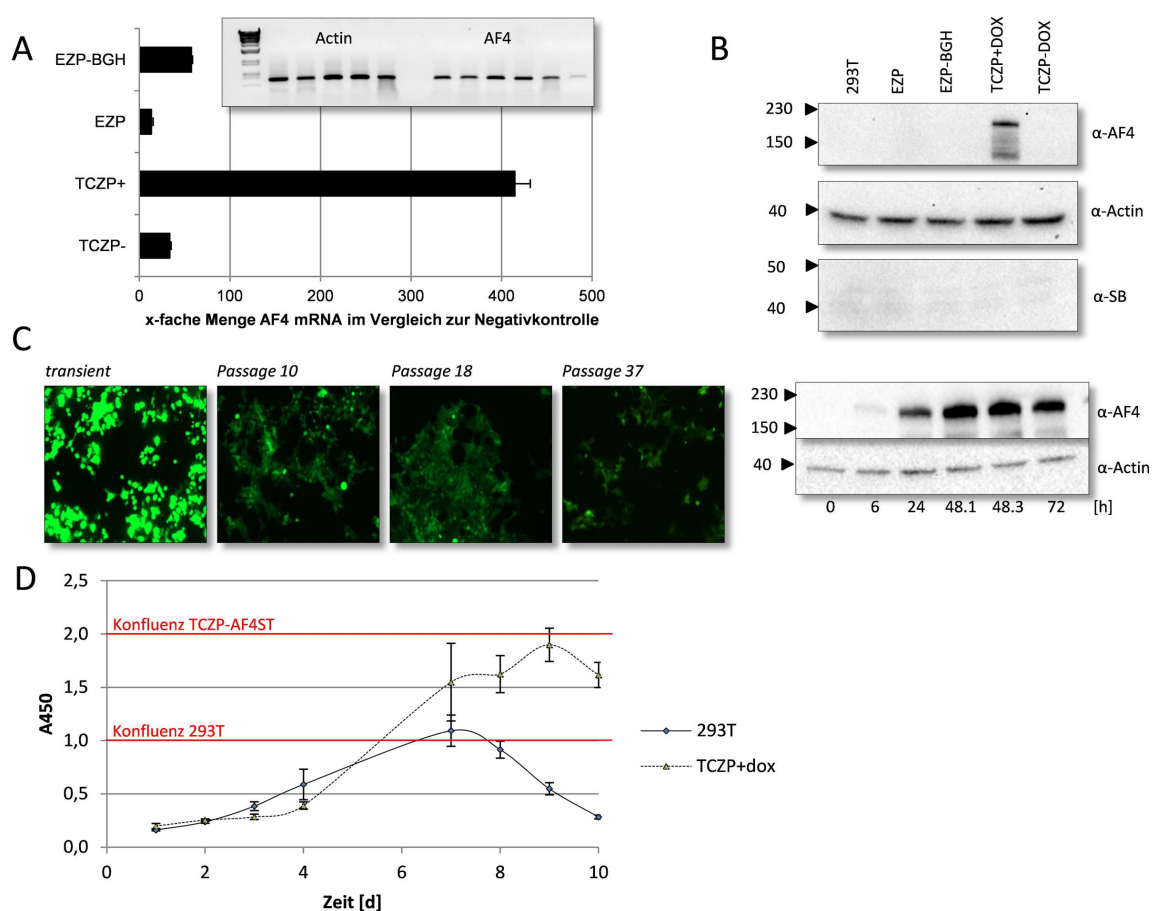 A
EZP-BGH
EZP
TCZP+
TCZP-
Actin AF4
0 100 200 300 400 500
x-fache Menge AF4 mRNA im Vergleich zur Negativkontrolle
B
293T EZP EZP-BGH TCZP+DOX TCZP-DOX
230
150
α-AF4
40
α-Actin
50
40
α-SB
C
transient Passage 10 Passage 18 Passage 37
230
150
α-AF4
40
α-Actin
0 6 24 48.1 48.3 72 [h]
D
2,5
2,0
1,5
1,0
0,5
0,0
A450
Konfluenz TCZP-AF4ST
Konfluenz 293T
293T
TCZP+dox
0 2 4 6 8 10
Zeit [d]